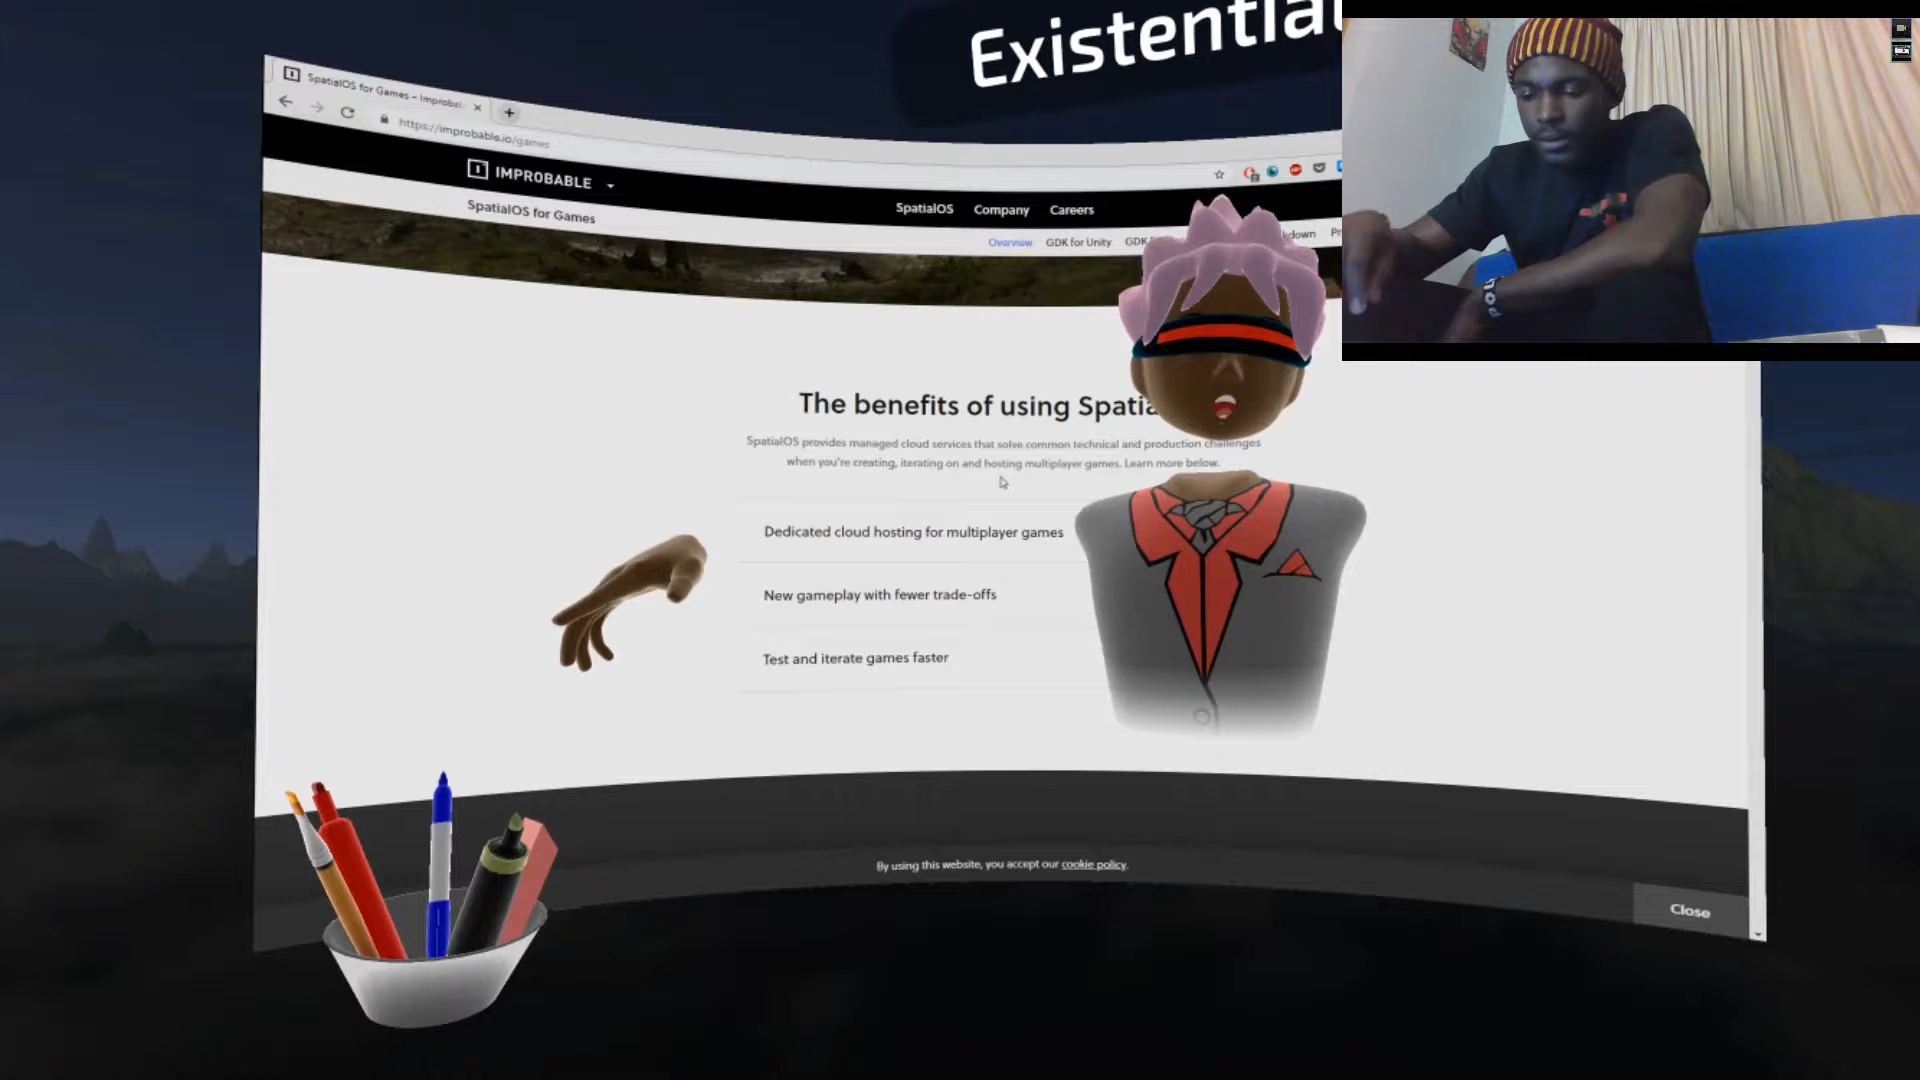 Existential
SpatialOS for Games – Improbab
https://improbable.io/games
IMPROBABLE
SpatialOS Company Careers
SpatialOS for Games
Overview GDK for Unity GDK
The benefits of using Spatia
SpatialOS provides managed cloud services that solve common technical and production challenges
when you're creating, iterating on and hosting multiplayer games. Learn more below.
Dedicated cloud hosting for multiplayer games
New gameplay with fewer trade-offs
Test and iterate games faster
By using this website, you accept our cookie policy.
Close